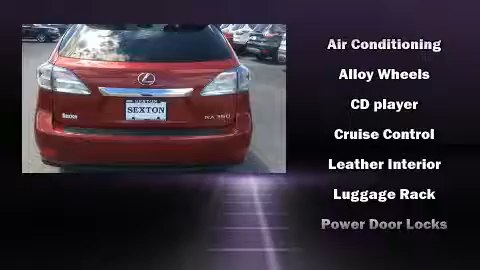 SEXTON
SEXTON
Sexton
RX 350
Air Conditioning
Alloy Wheels
CD player
Cruise Control
Leather Interior
Luggage Rack
Power Door Locks